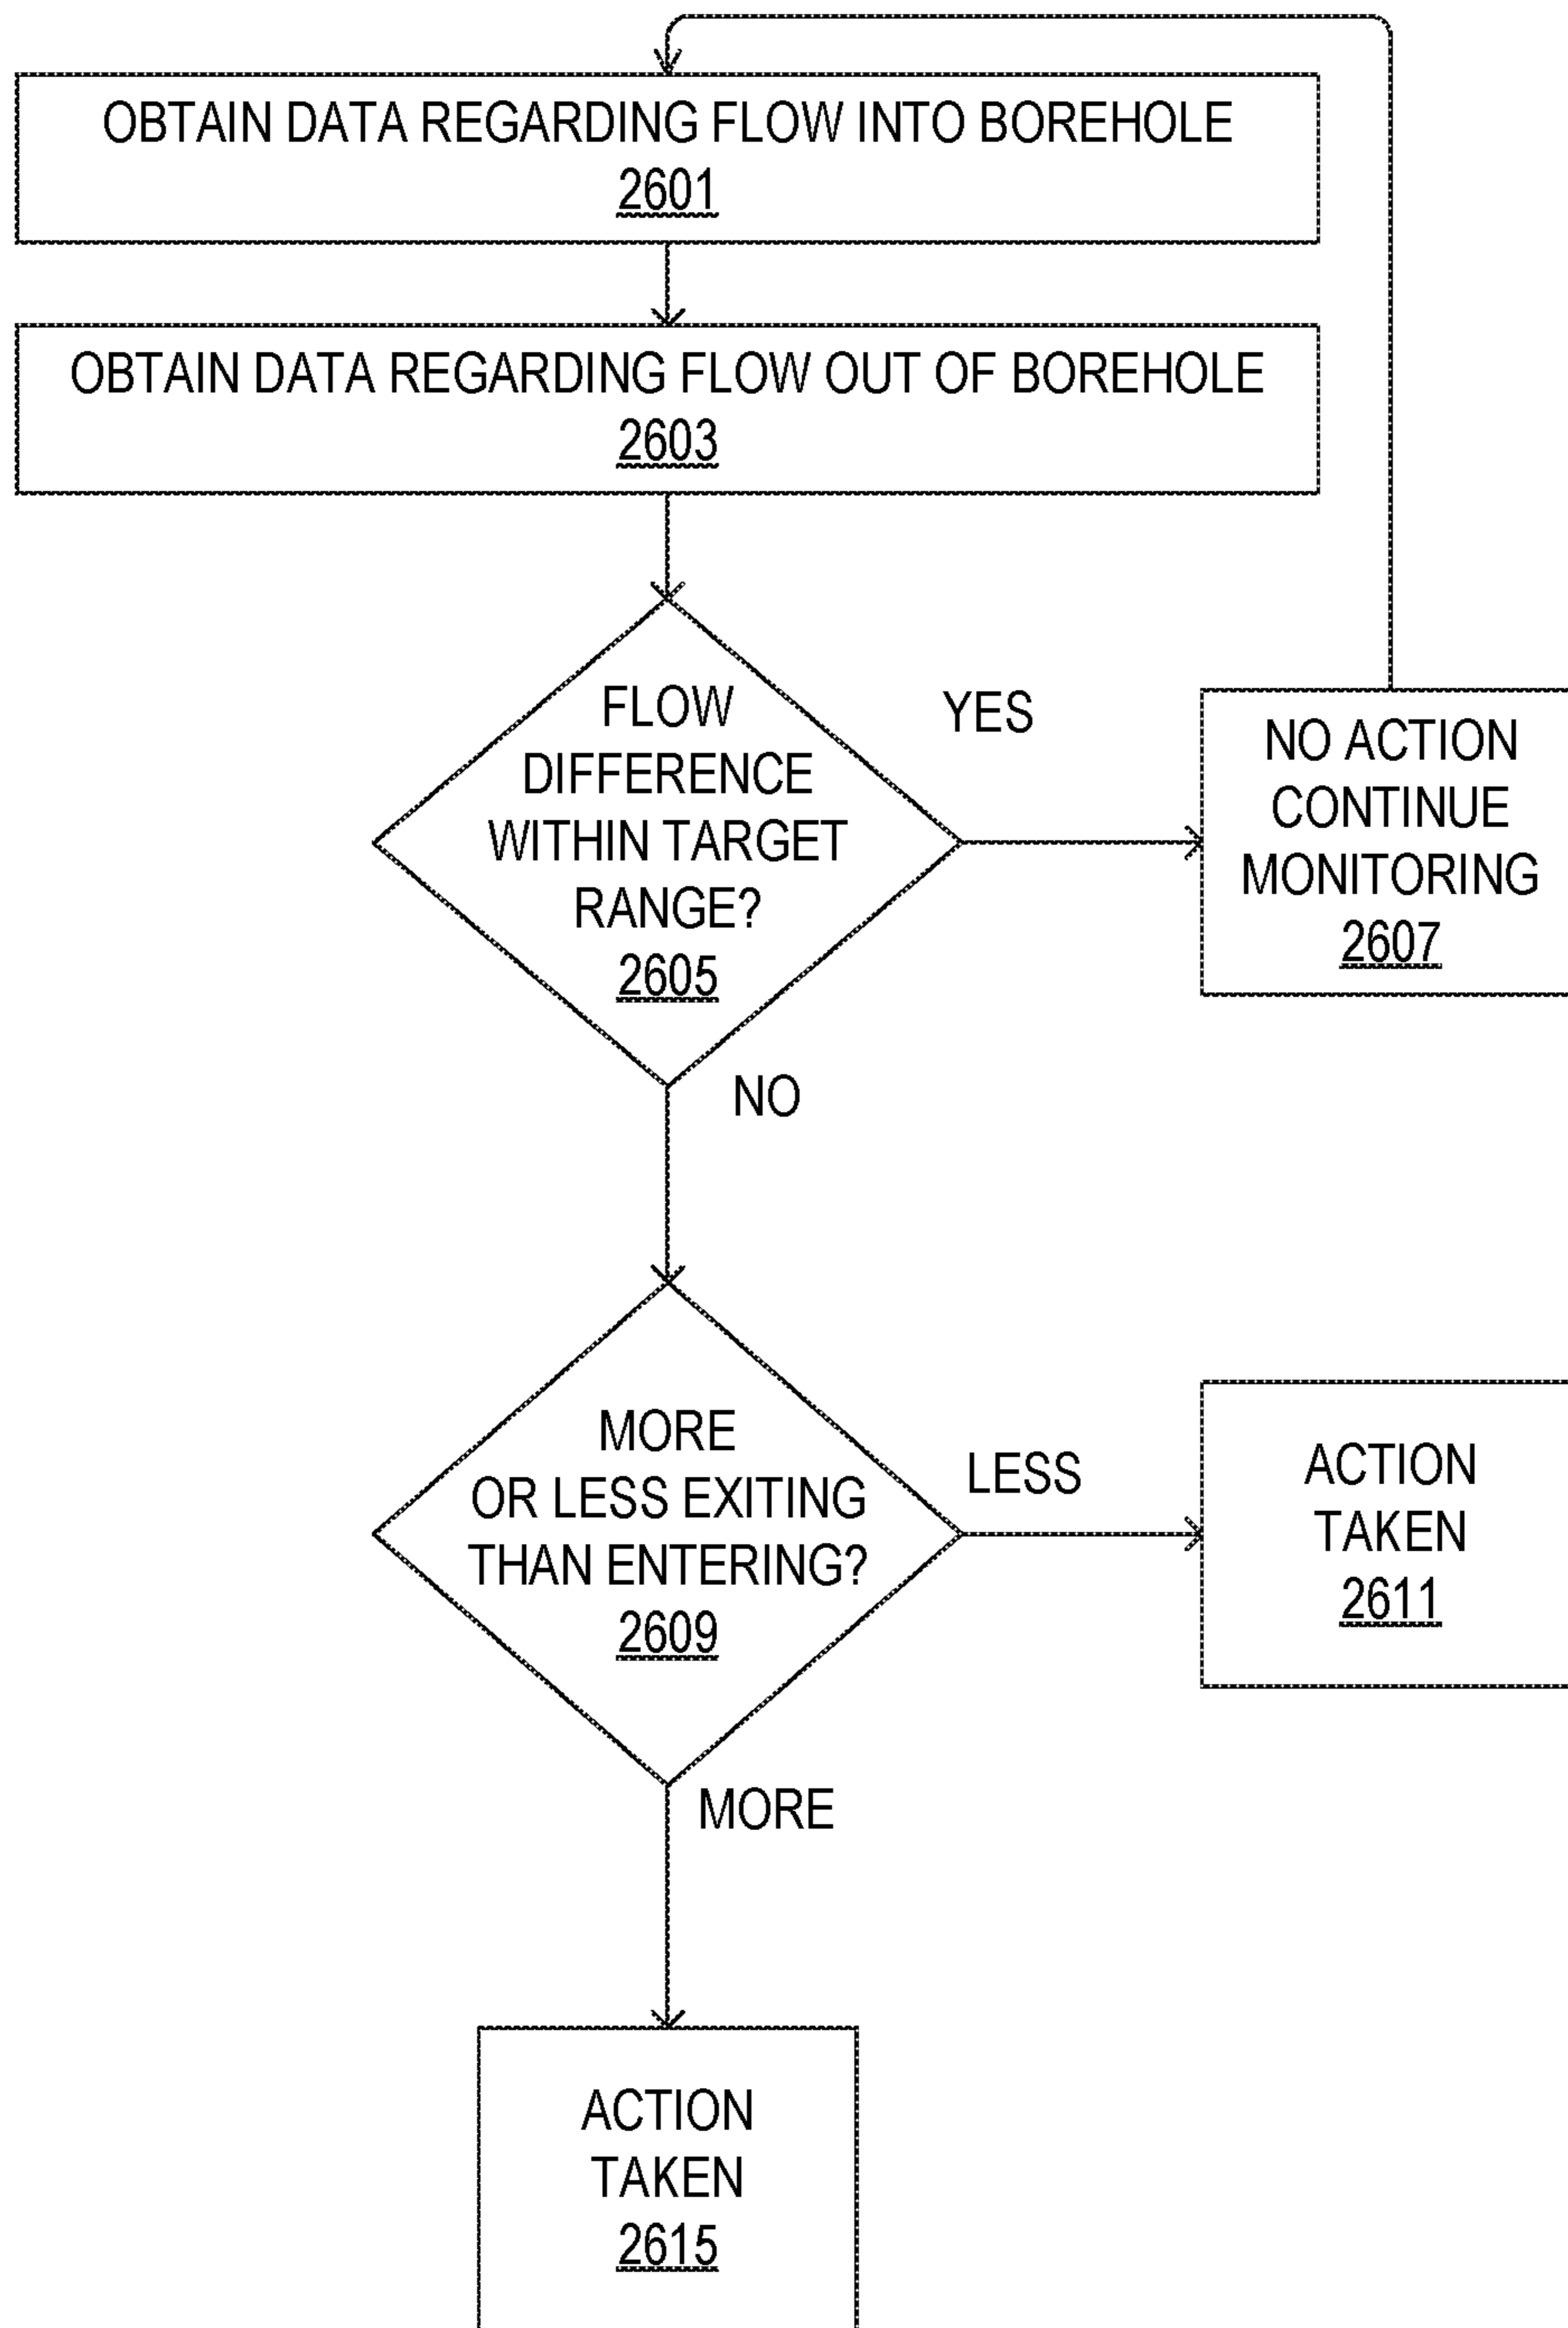 OBTAIN DATA REGARDING FLOW INTO BOREHOLE
2601
OBTAIN DATA REGARDING FLOW OUT OF BOREHOLE
2603
FLOW
DIFFERENCE
WITHIN TARGET
RANGE?
2605
YES
NO ACTION
CONTINUE
MONITORING
2607
NO
MORE
OR LESS EXITING
THAN ENTERING?
2609
LESS
ACTION
TAKEN
2611
MORE
ACTION
TAKEN
2615